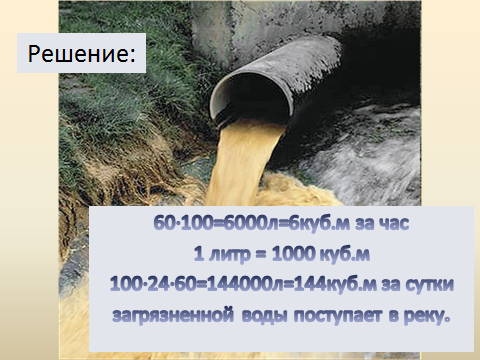 Решение:
60·100=6000л=6куб.м за час
1 литр = 1000 куб.м
100·24·60=144000л=144куб.м за сутки
загрязненной воды поступает в реку.